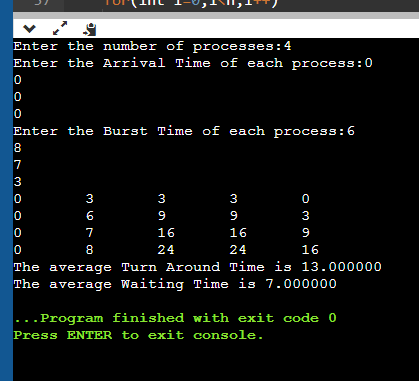 37 for(int i=0;i<n;i++)
Enter the number of processes:4
Enter the Arrival Time of each process:0
0
0
0
Enter the Burst Time of each process:6
8
7
3
0 3 3 3 0
0 6 9 9 3
0 7 16 16 9
0 8 24 24 16
The average Turn Around Time is 13.000000
The average Waiting Time is 7.000000
...Program finished with exit code 0
Press ENTER to exit console.